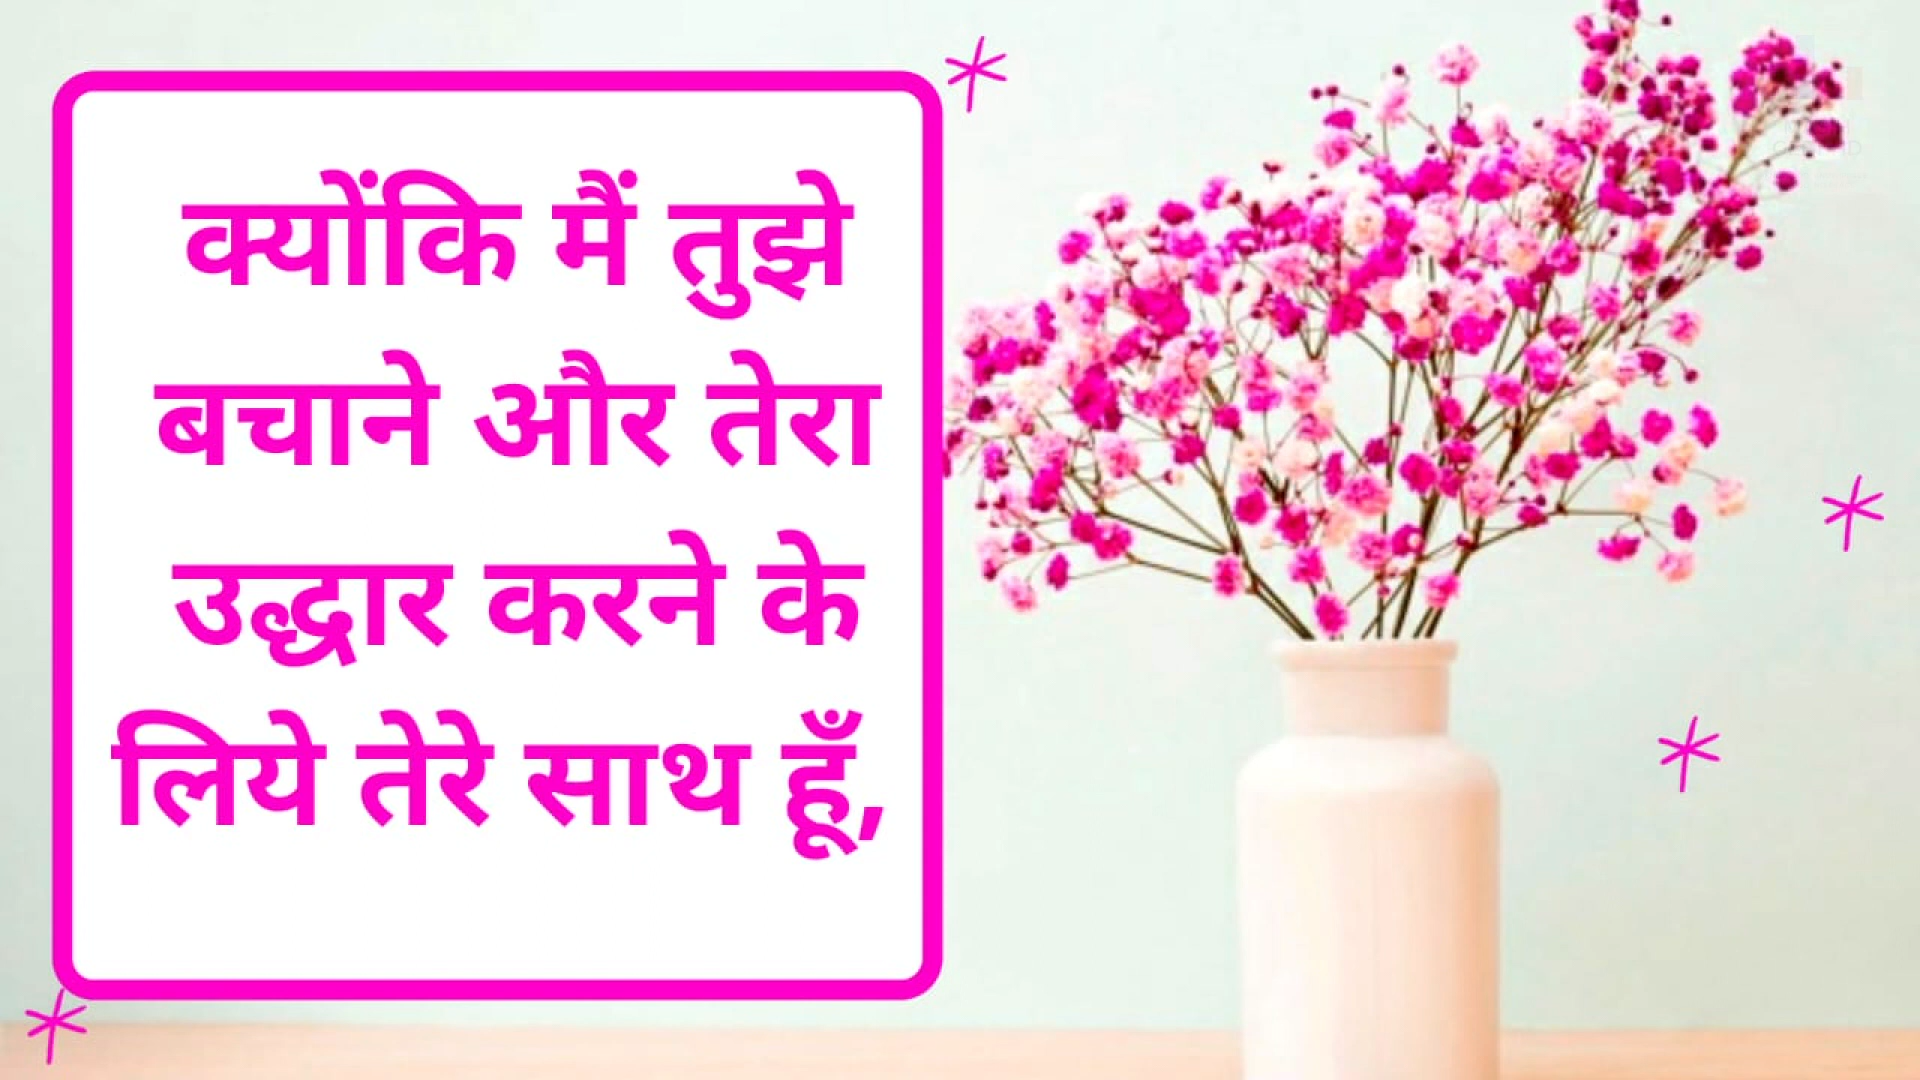 क्योंकि मैं तुझे
बचाने और तेरा
उद्धार करने के
लिये तेरे साथ हूँ,